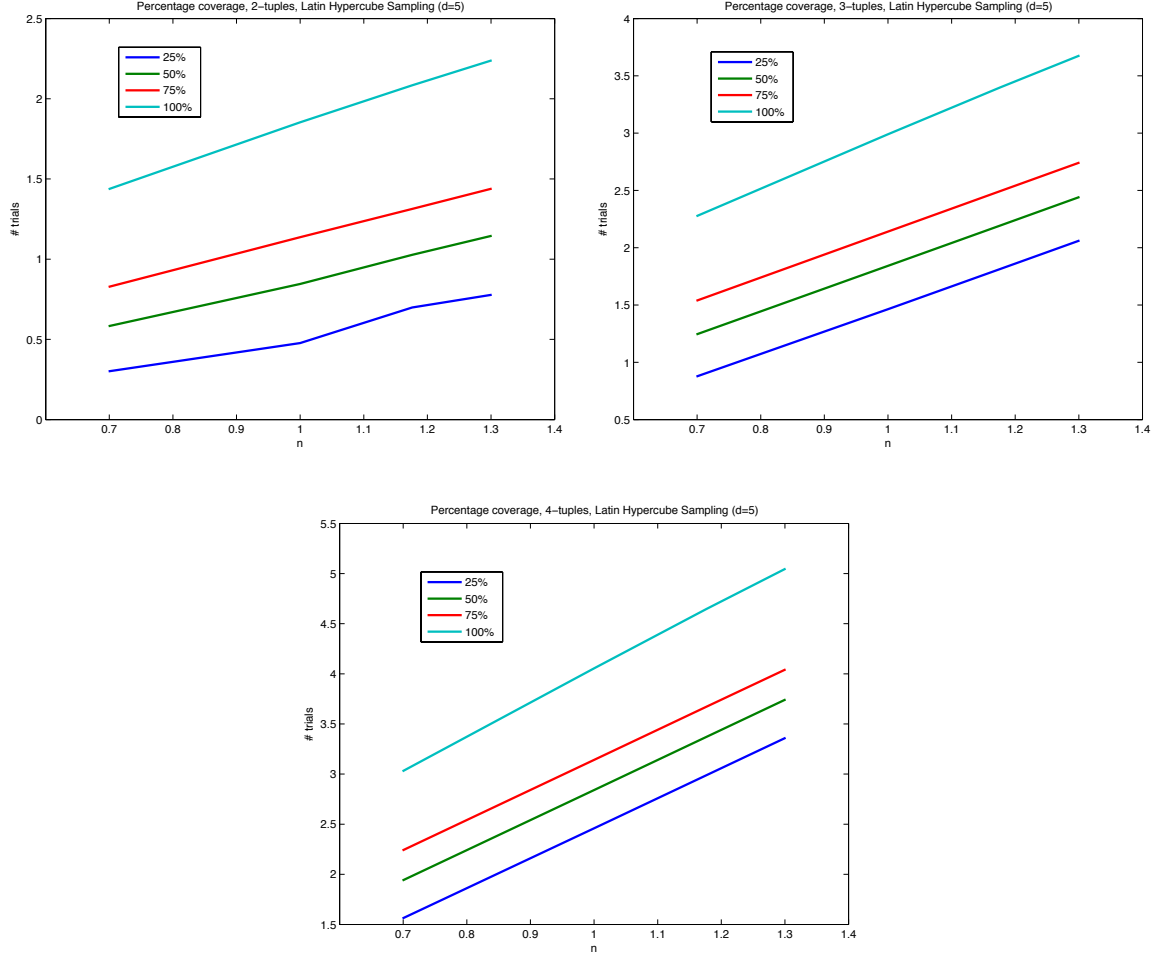 Percentage coverage, 2−tuples, Latin Hypercube Sampling (d=5)
2.5
2
1.5
1
0.5
0
# trials
25%
50%
75%
100%
0.7 0.8 0.9 1 1.1 1.2 1.3 1.4
n
Percentage coverage, 3−tuples, Latin Hypercube Sampling (d=5)
4
3.5
3
2.5
2
1.5
1
0.5
# trials
25%
50%
75%
100%
0.7 0.8 0.9 1 1.1 1.2 1.3 1.4
n
Percentage coverage, 4−tuples, Latin Hypercube Sampling (d=5)
5.5
5
4.5
4
3.5
3
2.5
2
1.5
# trials
25%
50%
75%
100%
0.7 0.8 0.9 1 1.1 1.2 1.3 1.4
n